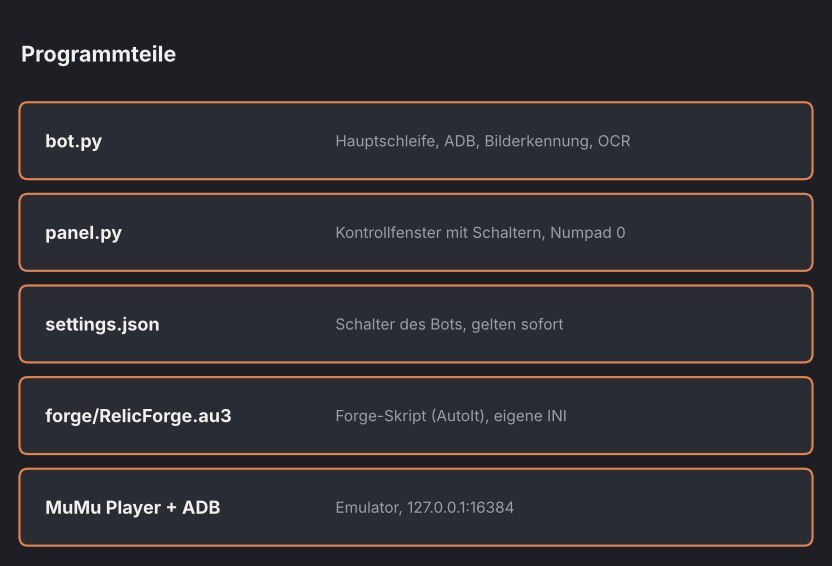 Programmteile
bot.py Hauptschleife, ADB, Bilderkennung, OCR
panel.py Kontrollfenster mit Schaltern, Numpad 0
settings.json Schalter des Bots, gelten sofort
forge/RelicForge.au3 Forge-Skript (AutoIt), eigene INI
MuMu Player + ADB Emulator, 127.0.0.1:16384